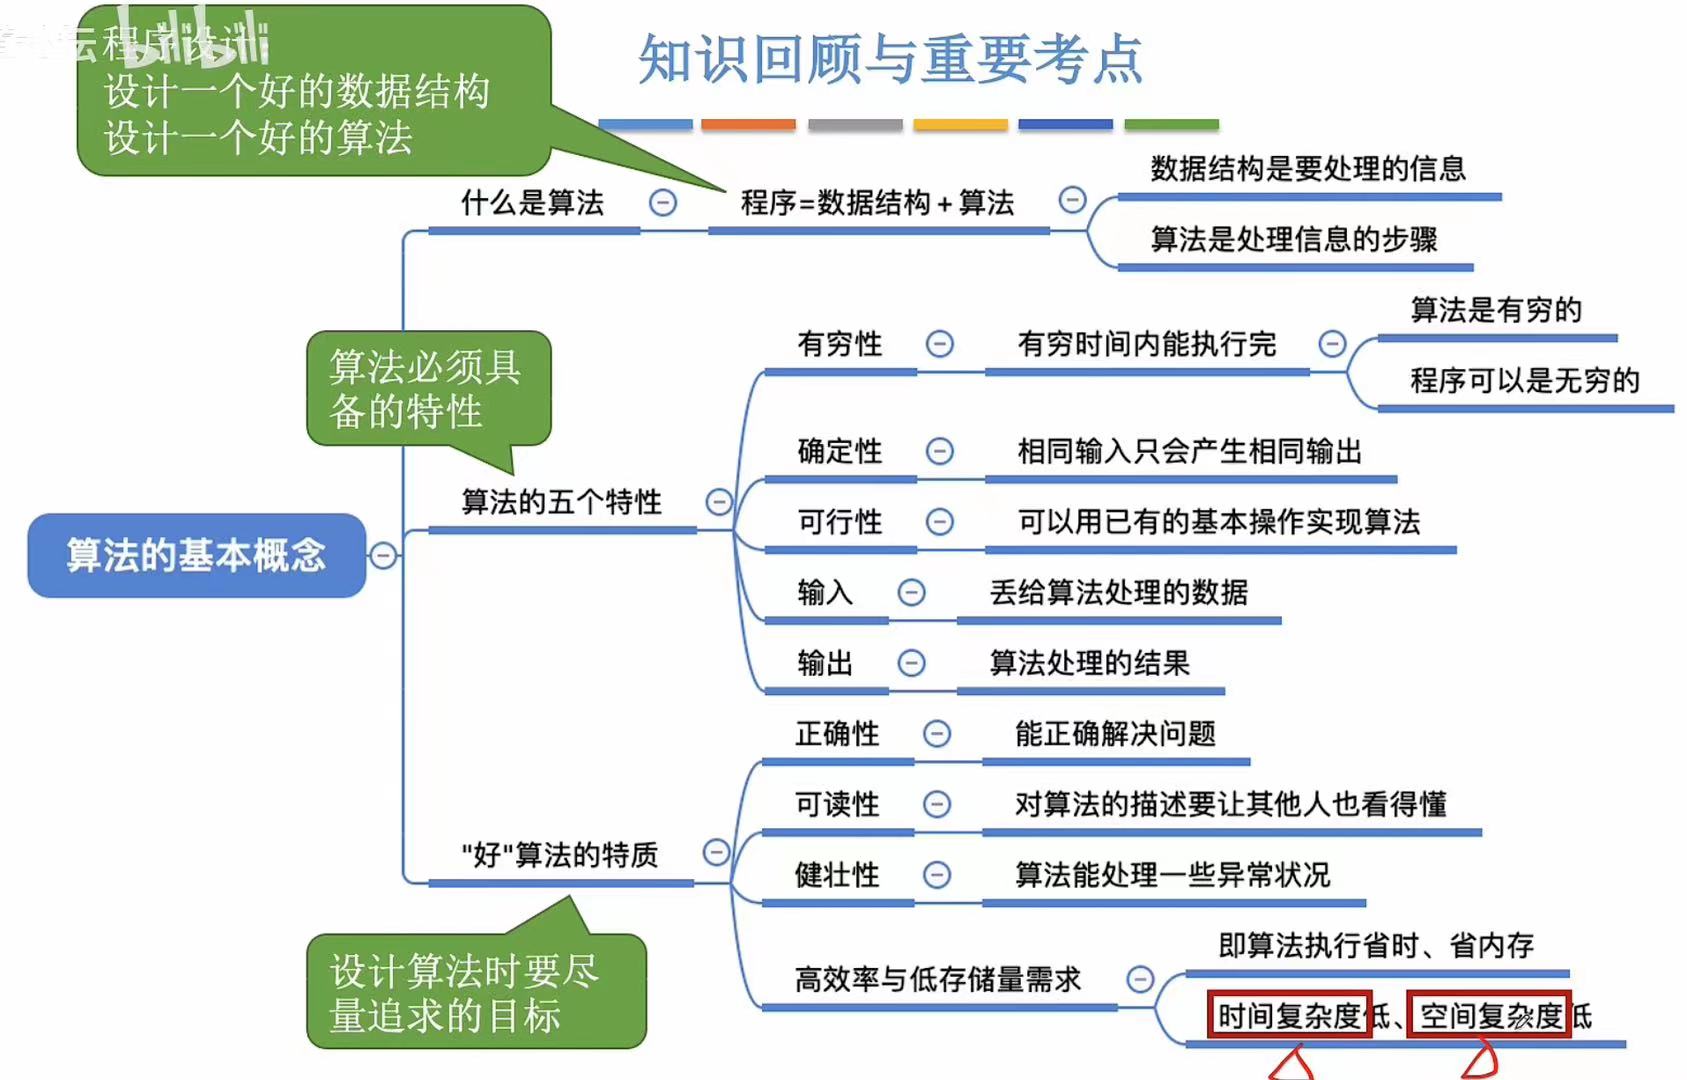 程序设计
设计一个好的数据结构
设计一个好的算法
bilibili
知识回顾与重要考点
什么是算法
程序=数据结构+算法
数据结构是要处理的信息
算法是处理信息的步骤
算法必须具
备的特性
算法的五个特性
有穷性
有穷时间内能执行完
算法是有穷的
程序可以是无穷的
确定性
相同输入只会产生相同输出
可行性
可以用已有的基本操作实现算法
输入
丢给算法处理的数据
输出
算法处理的结果
算法的基本概念
"好"算法的特质
正确性
能正确解决问题
可读性
对算法的描述要让其他人也看得懂
健壮性
算法能处理一些异常状况
高效率与低存储量需求
即算法执行省时、省内存
时间复杂度低、空间复杂度低
设计算法时要尽
量追求的目标